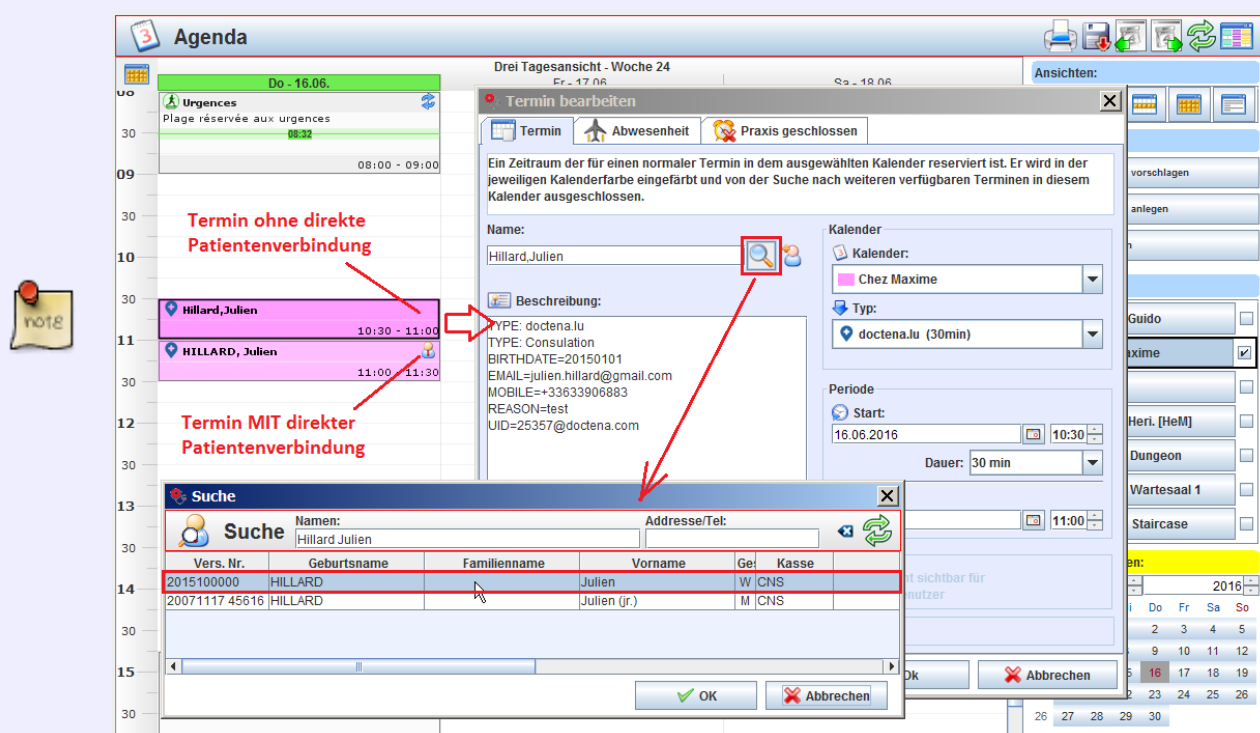 Agenda
Drei Tagesansicht - Woche 24
Do - 16.06.
Fr - 17.06.
Sa - 18.06.
Urgences
Plage réservée aux urgences
08:32
08:00 - 09:00
30
09
30
10
30
11
30
12
30
13
30
14
30
15
30
Termin ohne direkte
Patientenverbindung
Hillard,Julien
10:30 - 11:00
HILLARD, Julien
11:00 - 11:30
Termin MIT direkter
Patientenverbindung
note
Termin bearbeiten
Termin
Abwesenheit
Praxis geschlossen
Ein Zeitraum der für einen normaler Termin in dem ausgewählten Kalender reserviert ist. Er wird in der
jeweiligen Kalenderfarbe eingefärbt und von der Suche nach weiteren verfügbaren Terminen in diesem
Kalender ausgeschlossen.
Name:
Hillard,Julien
Beschreibung:
TYPE: doctena.lu
TYPE: Consulation
BIRTHDATE=20150101
EMAIL=julien.hillard@gmail.com
MOBILE=+33633906883
REASON=test
UID=25357@doctena.com
Kalender
Kalender:
Chez Maxime
Typ:
doctena.lu (30min)
Periode
Start:
16.06.2016
10:30
Dauer: 30 min
11:00
nt sichtbar für
nutzer
Ok
Abbrechen
Suche
Suche
Namen:
Hillard Julien
Addresse/Tel:
Vers. Nr. Geburtsname Familienname Vorname Ge: Kasse
2015100000 HILLARD Julien W CNS
20071117 45616 HILLARD Julien (jr.) M CNS
OK
Abbrechen
Ansichten:
vorschlagen
anlegen
n
Guido
axime
Heri. [HeM]
Dungeon
Wartesaal 1
Staircase
en:
2016
i Do Fr Sa So
2 3 4 5
9 10 11 12
5 16 17 18 19
2 23 24 25 26
26 27 28 29 30